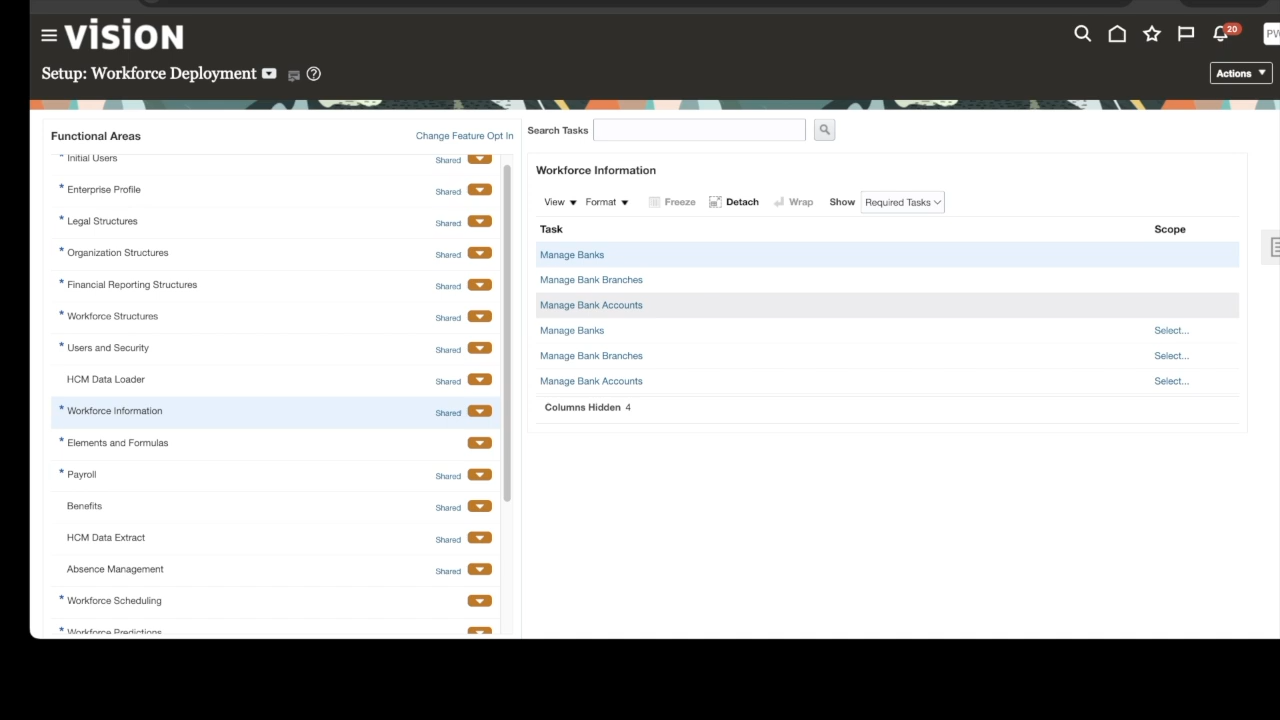 VISION
20
PW
Setup: Workforce Deployment
Actions
Functional Areas
Change Feature Opt In
* Initial Users Shared
* Enterprise Profile Shared
* Legal Structures Shared
* Organization Structures Shared
* Financial Reporting Structures Shared
* Workforce Structures Shared
* Users and Security Shared
HCM Data Loader Shared
* Workforce Information Shared
* Elements and Formulas
* Payroll Shared
Benefits Shared
HCM Data Extract Shared
Absence Management Shared
* Workforce Scheduling
* Workforce Predictions
Search Tasks
Workforce Information
View Format Freeze Detach Wrap Show Required Tasks
Task Scope
Manage Banks
Manage Bank Branches
Manage Bank Accounts
Manage Banks Select...
Manage Bank Branches Select...
Manage Bank Accounts Select...
Columns Hidden 4